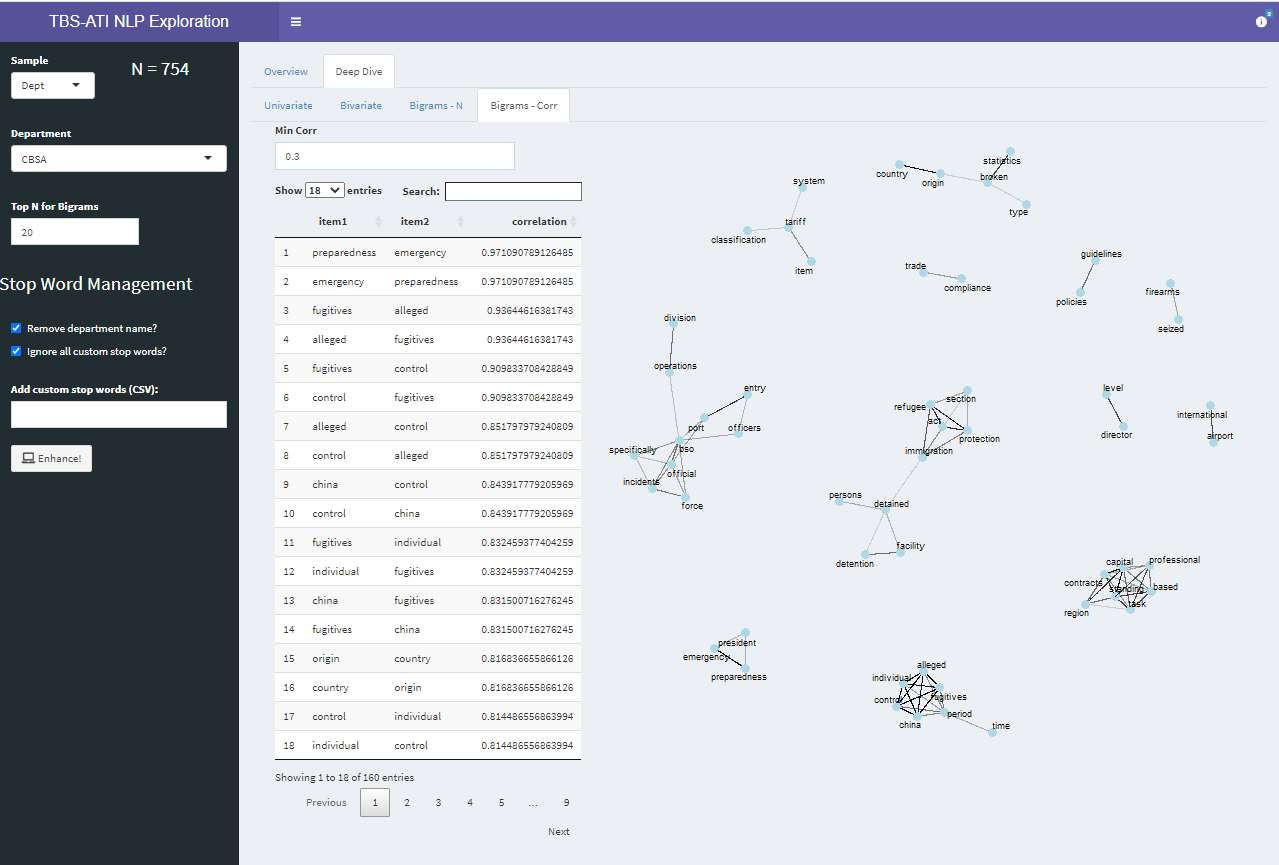 TBS-ATI NLP Exploration
2
Sample
N = 754
Dept
Department
CBSA
Top N for Bigrams
20
Stop Word Management
Remove department name?
Ignore all custom stop words?
Add custom stop words (CSV):
Enhance!
Overview
Deep Dive
Univariate
Bivariate
Bigrams - N
Bigrams - Corr
Min Corr
0.3
Show 18 entries
Search:
item1 item2 correlation
1 preparedness emergency 0.971090789126485
2 emergency preparedness 0.971090789126485
3 fugitives alleged 0.93644616381743
4 alleged fugitives 0.93644616381743
5 fugitives control 0.909833708428849
6 control fugitives 0.909833708428849
7 alleged control 0.851797979240809
8 control alleged 0.851797979240809
9 china control 0.843917779205969
10 control china 0.843917779205969
11 fugitives individual 0.832459377404259
12 individual fugitives 0.832459377404259
13 china fugitives 0.831500716276245
14 fugitives china 0.831500716276245
15 origin country 0.816836655866126
16 country origin 0.816836655866126
17 control individual 0.814486556863994
18 individual control 0.814486556863994
Showing 1 to 18 of 160 entries
Previous 1 2 3 4 5 ... 9
Next
statistics
country
origin
broken
type
system
tariff
classification
item
trade
compliance
guidelines
policies
firearms
seized
division
operations
entry
port
officers
specifically
bso
official
incidents
force
refugee
section
act
protection
immigration
persons
detained
detention
facility
level
director
international
airport
capital
professional
contracts
standing
based
region
task
president
emergency
preparedness
alleged
individual
control
fugitives
china
period
time